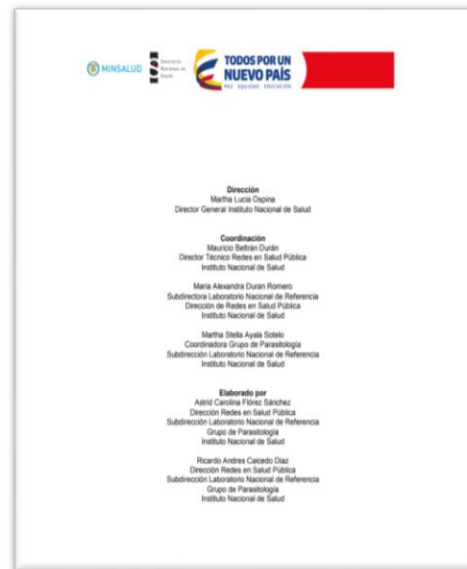 MINSALUD
INSTITUTO
NACIONAL DE
SALUD
TODOS POR UN
NUEVO PAÍS
PAZ EQUIDAD EDUCACIÓN
Dirección
Martha Lucia Ospina
Director General Instituto Nacional de Salud
Coordinación
Mauricio Beltrán Durán
Director Técnico Redes en Salud Pública
Instituto Nacional de Salud
Maria Alexandra Duran Romero
Subdirectora Laboratorio Nacional de Referencia
Dirección de Redes en Salud Pública
Instituto Nacional de Salud
Martha Stella Ayala Sotelo
Coordinadora Grupo de Parasitología
Subdirección Laboratorio Nacional de Referencia
Instituto Nacional de Salud
Elaborado por
Astrid Carolina Flórez Sánchez
Dirección Redes en Salud Pública
Subdirección Laboratorio Nacional de Referencia
Grupo de Parasitología
Instituto Nacional de Salud
Ricardo Andres Caicedo Diaz
Dirección Redes en Salud Pública
Subdirección Laboratorio Nacional de Referencia
Grupo de Parasitología
Instituto Nacional de Salud